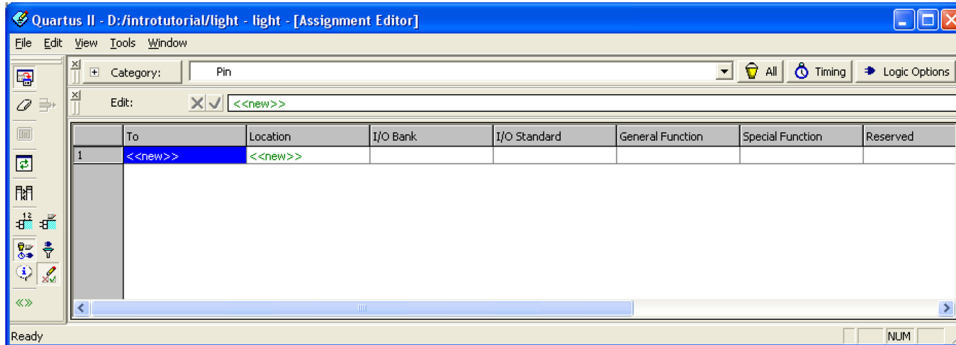 Quartus II - D:/introtutorial/light - light - [Assignment Editor]
File Edit View Tools Window
Category: Pin All Timing Logic Options
Edit: <<new>>
To Location I/O Bank I/O Standard General Function Special Function Reserved
1 <<new>> <<new>>
Ready NUM